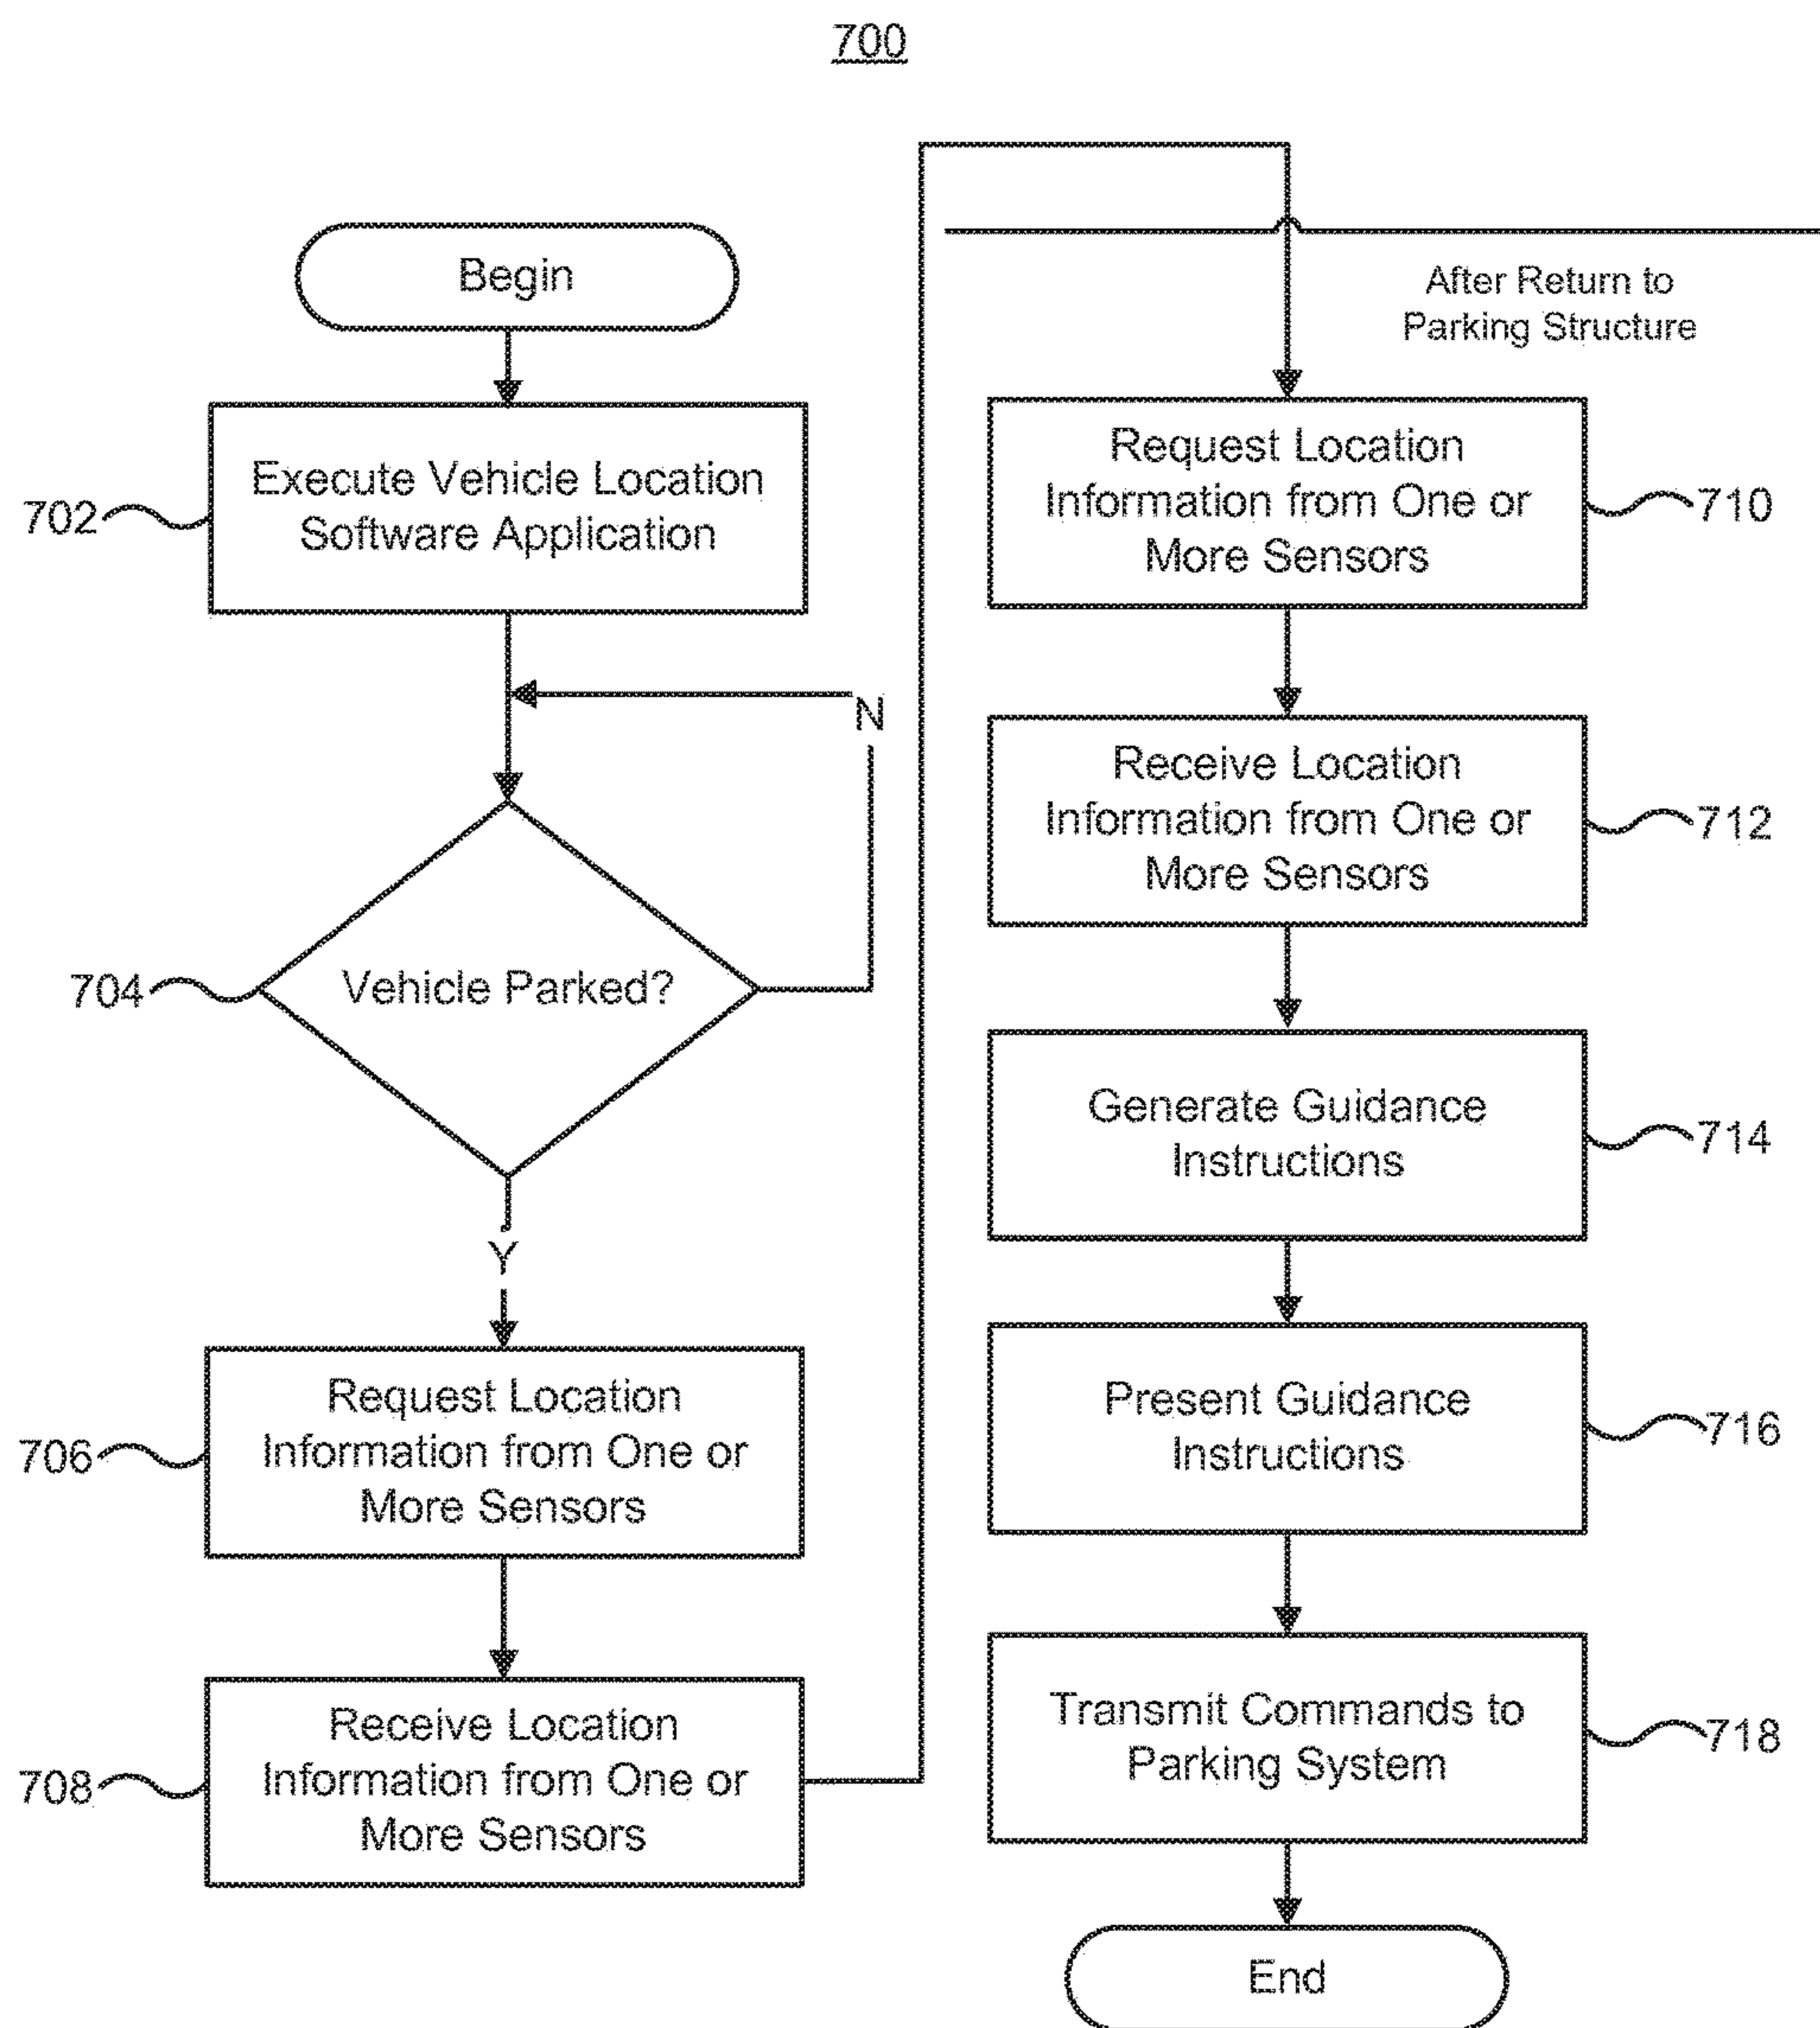 700
Begin
702
Execute Vehicle Location
Software Application
N
704
Vehicle Parked?
Y
706
Request Location
Information from One or
More Sensors
708
Receive Location
Information from One or
More Sensors
After Return to
Parking Structure
Request Location
Information from One or
More Sensors
710
Receive Location
Information from One or
More Sensors
712
Generate Guidance
Instructions
714
Present Guidance
Instructions
716
Transmit Commands to
Parking System
718
End